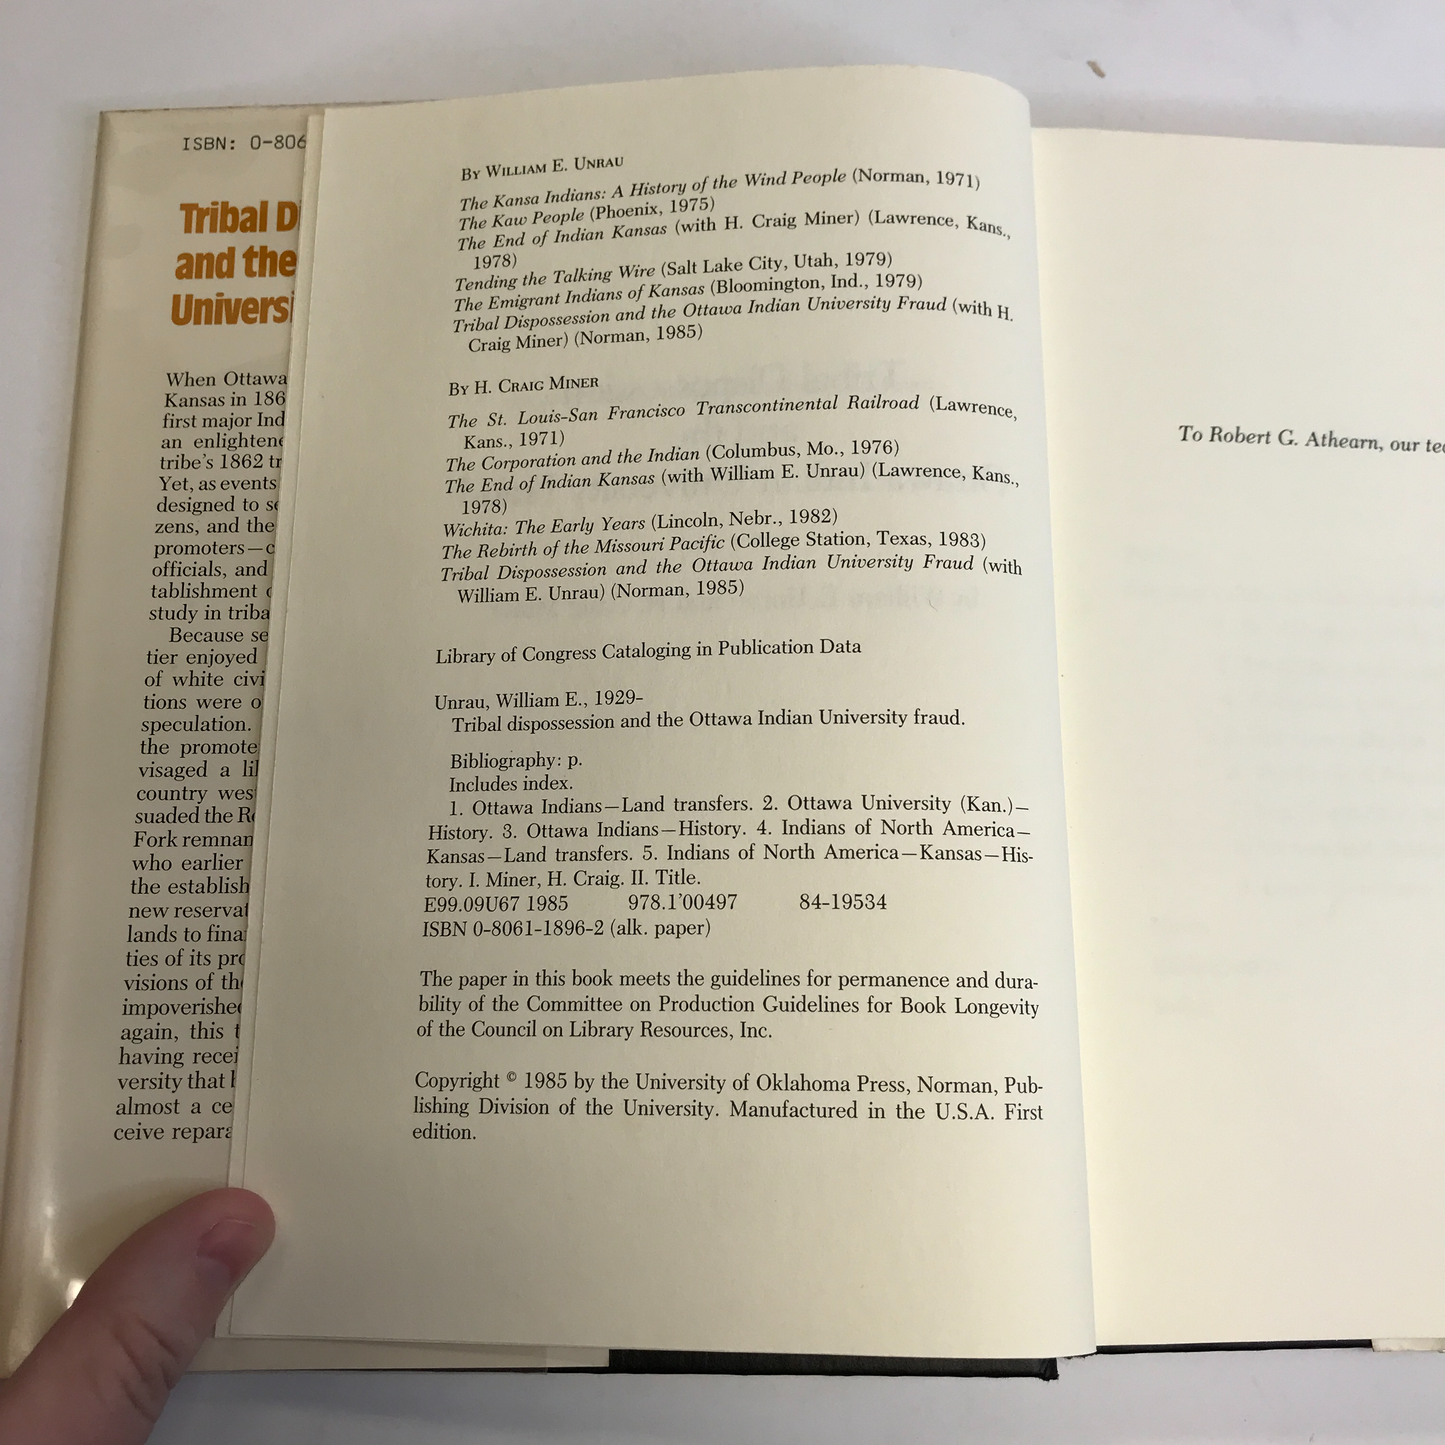 ISBN: 0-806
Tribal D
and the
Universi
When Ottawa
Kansas in 186
first major Ind
an enlightene
tribe's 1862 tr
Yet, as events
designed to se
zens, and the
promoters—c
officials, and
tablishment
study in triba
Because se
tier enjoyed
of white civi
tions were o
speculation.
the promote
visaged a lil
country wes
suaded the Re
Fork remnan
who earlier
the establish
new reservat
lands to fina
ties of its pro
visions of th
impoverishe
again, this t
having recei
versity that
almost a ce
ceive repara
By William E. Unrau
The Kansa Indians: A History of the Wind People (Norman, 1971)
The Kaw People (Phoenix, 1975)
The End of Indian Kansas (with H. Craig Miner) (Lawrence, Kans.,
1978)
Tending the Talking Wire (Salt Lake City, Utah, 1979)
The Emigrant Indians of Kansas (Bloomington, Ind., 1979)
Tribal Dispossession and the Ottawa Indian University Fraud (with H.
Craig Miner) (Norman, 1985)
By H. Craig Miner
The St. Louis-San Francisco Transcontinental Railroad (Lawrence,
Kans., 1971)
The Corporation and the Indian (Columbus, Mo., 1976)
The End of Indian Kansas (with William E. Unrau) (Lawrence, Kans.,
1978)
Wichita: The Early Years (Lincoln, Nebr., 1982)
The Rebirth of the Missouri Pacific (College Station, Texas, 1983)
Tribal Dispossession and the Ottawa Indian University Fraud (with
William E. Unrau) (Norman, 1985)
Library of Congress Cataloging in Publication Data
Unrau, William E., 1929-
Tribal dispossession and the Ottawa Indian University fraud.
Bibliography: p.
Includes index.
1. Ottawa Indians—Land transfers. 2. Ottawa University (Kan.)—
History. 3. Ottawa Indians—History. 4. Indians of North America—
Kansas—Land transfers. 5. Indians of North America—Kansas—His-
tory. I. Miner, H. Craig. II. Title.
E99.09U67 1985 978.1'00497 84-19534
ISBN 0-8061-1896-2 (alk. paper)
The paper in this book meets the guidelines for permanence and dura-
bility of the Committee on Production Guidelines for Book Longevity
of the Council on Library Resources, Inc.
Copyright © 1985 by the University of Oklahoma Press, Norman, Pub-
lishing Division of the University. Manufactured in the U.S.A. First
edition.
To Robert G. Athearn, our te